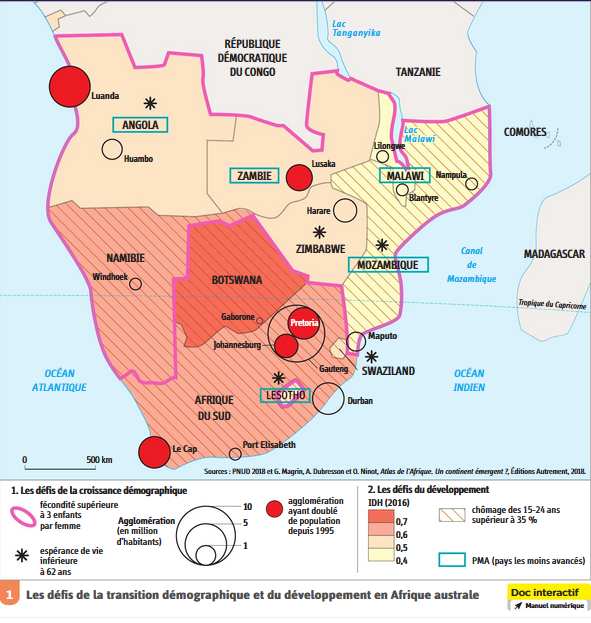 Lac
Tanganyika
RÉPUBLIQUE
DÉMOCRATIQUE
DU CONGO
TANZANIE
Luanda
ANGOLA
Huambo
Lac
Malawi
COMORES
Lilongwe
Lusaka
ZAMBIE
MALAWI
Nampula
Blantyre
Harare
ZIMBABWE
MOZAMBIQUE
Canal
de
Mozambique
MADAGASCAR
NAMIBIE
Windhoek
BOTSWANA
Tropique du Capricorne
Gaborone
Pretoria
Johannesburg
Maputo
Gauteng
SWAZILAND
OCÉAN
ATLANTIQUE
OCÉAN
INDIEN
AFRIQUE
DU SUD
LESOTHO
Durban
Le Cap
Port Elisabeth
0 500 km
Sources : PNUD 2018 et G. Magrin, A. Dubresson et O. Ninot, Atlas de l'Afrique. Un continent émergent ?, Éditions Autrement, 2018.
1. Les défis de la croissance démographique
fécondité supérieure
à 3 enfants
par femme
espérance de vie
inférieure
à 62 ans
Agglomération
(en million
d'habitants)
10
5
1
agglomération
ayant doublé
de population
depuis 1995
2. Les défis du développement
IDH (2016)
0,7
0,6
0,5
0,4
chômage des 15-24 ans
supérieur à 35 %
PMA (pays les moins avancés)
1 Les défis de la transition démographique et du développement en Afrique australe
Doc interactif
Manuel numérique